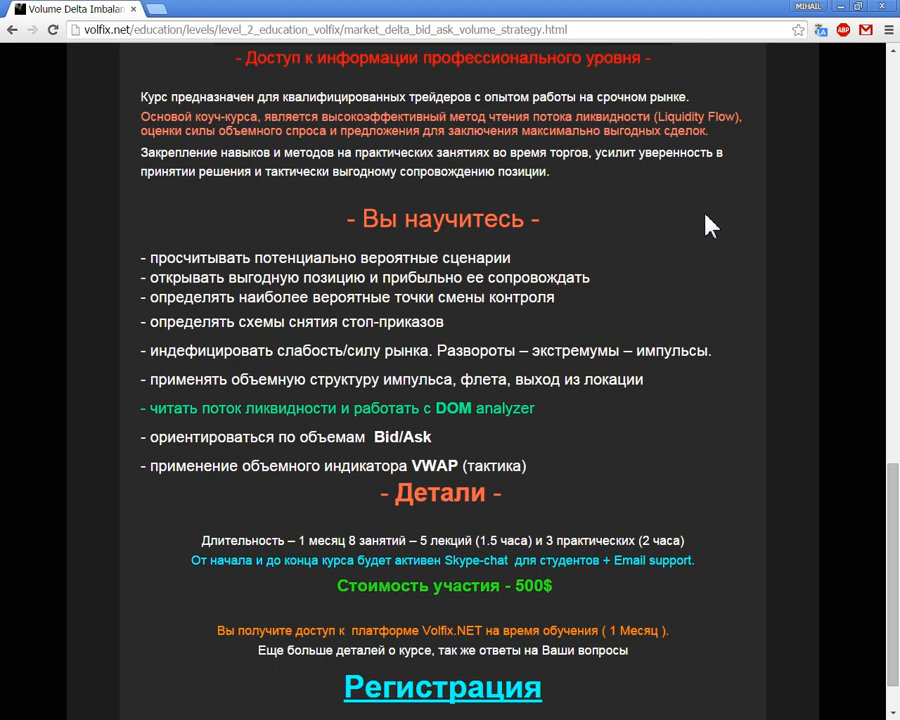 Volume Delta Imbalan
MIHAIL
volfix.net/education/levels/level_2_education_volfix/market_delta_bid_ask_volume_strategy.html
ABP
- Доступ к информации профессионального уровня -
Курс предназначен для квалифицированных трейдеров с опытом работы на срочном рынке.
Основой коуч-курса, является высокоэффективный метод чтения потока ликвидности (Liquidity Flow),
оценки силы объемного спроса и предложения для заключения максимально выгодных сделок.
Закрепление навыков и методов на практических занятиях во время торгов, усилит уверенность в
принятии решения и тактически выгодному сопровождению позиции.
- Вы научитесь -
- просчитывать потенциально вероятные сценарии
- открывать выгодную позицию и прибыльно ее сопровождать
- определять наиболее вероятные точки смены контроля
- определять схемы снятия стоп-приказов
- индефицировать слабость/силу рынка. Развороты – экстремумы – импульсы.
- применять объемную структуру импульса, флета, выход из локации
- читать поток ликвидности и работать с DOM analyzer
- ориентироваться по объемам Bid/Ask
- применение объемного индикатора VWAP (тактика)
- Детали -
Длительность – 1 месяц 8 занятий – 5 лекций (1.5 часа) и 3 практических (2 часа)
От начала и до конца курса будет активен Skype-chat для студентов + Email support.
Стоимость участия - 500$
Вы получите доступ к платформе Volfix.NET на время обучения ( 1 Месяц ).
Еще больше деталей о курсе, так же ответы на Ваши вопросы
Регистрация